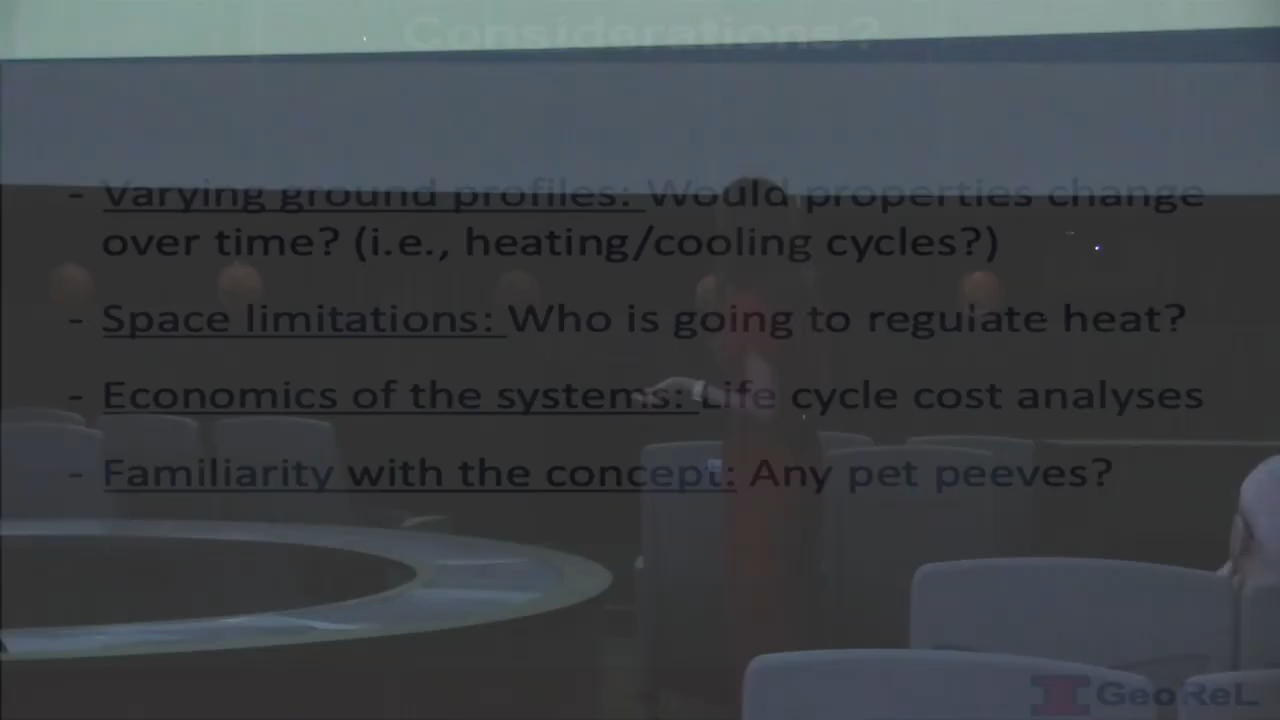 Considerations?
- Varying ground profiles: Would properties change
over time? (i.e., heating/cooling cycles?)
- Space limitations: Who is going to regulate heat?
- Economics of the systems: Life cycle cost analyses
- Familiarity with the concept: Any pet peeves?
GeoReL